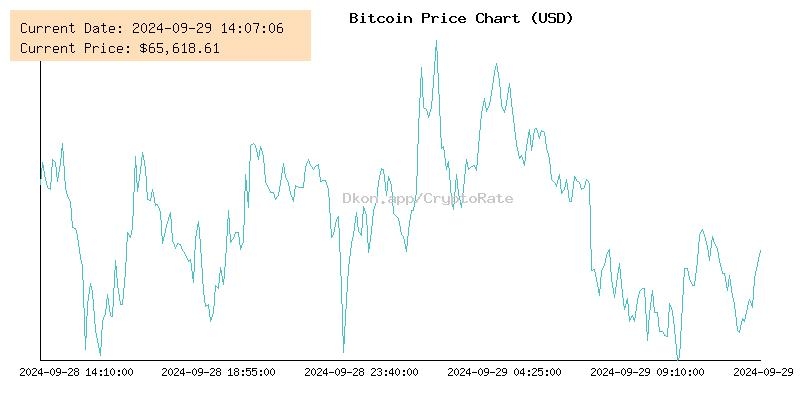 Bitcoin Price Chart (USD)
Current Date: 2024-09-29 14:07:06
Current Price: $65,618.61
Dkon.app/CryptoRate
2024-09-28 14:10:00 2024-09-28 18:55:00 2024-09-28 23:40:00 2024-09-29 04:25:00 2024-09-29 09:10:00 2024-09-29